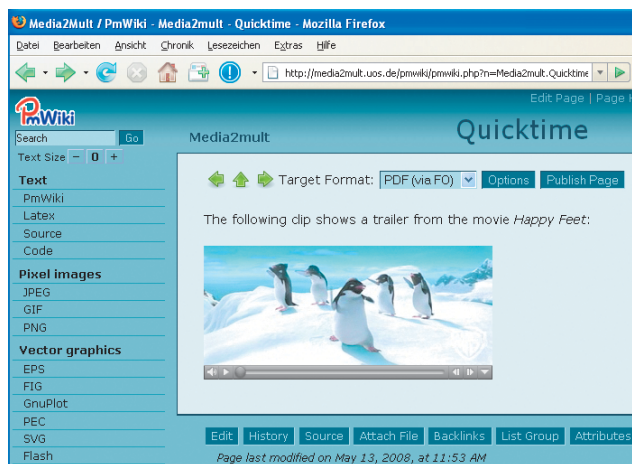 Media2Mult / PmWiki - Media2mult - Quicktime - Mozilla Firefox
Datei Bearbeiten Ansicht Chronik Lesezeichen Extras Hilfe
http://media2mult.uos.de/pmwiki/pmwiki.php?n=Media2mult.Quicktime
Edit Page | Page
PmWiki
Search Go
Text Size - 0 +
Media2mult
Quicktime
Target Format: PDF (via FO) Options Publish Page
The following clip shows a trailer from the movie Happy Feet:
Text
PmWiki
Latex
Source
Code
Pixel images
JPEG
GIF
PNG
Vector graphics
EPS
FIG
GnuPlot
PEC
SVG
Flash
Edit History Source Attach File Backlinks List Group Attributes
Page last modified on May 13, 2008, at 11:53 AM